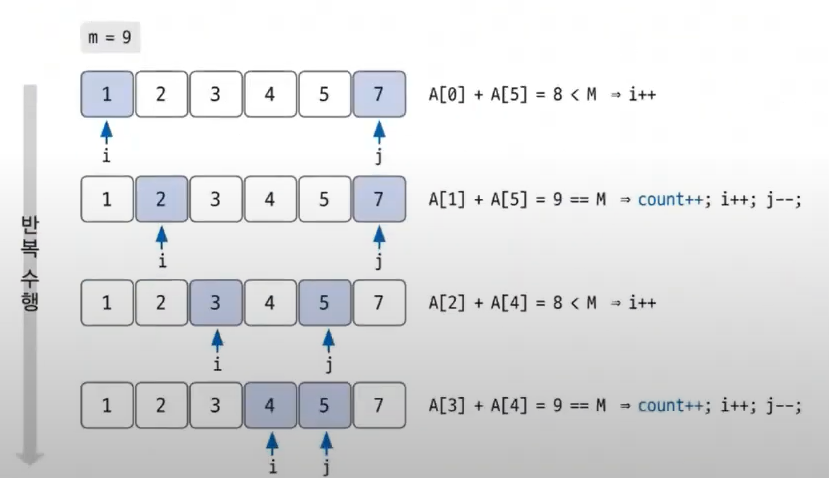 m = 9
1 2 3 4 5 7 A[0] + A[5] = 8 < M ⇒ i++
i j
1 2 3 4 5 7 A[1] + A[5] = 9 == M ⇒ count++; i++; j--;
i j
반복 수행
1 2 3 4 5 7 A[2] + A[4] = 8 < M ⇒ i++
i j
1 2 3 4 5 7 A[3] + A[4] = 9 == M ⇒ count++; i++; j--;
i j